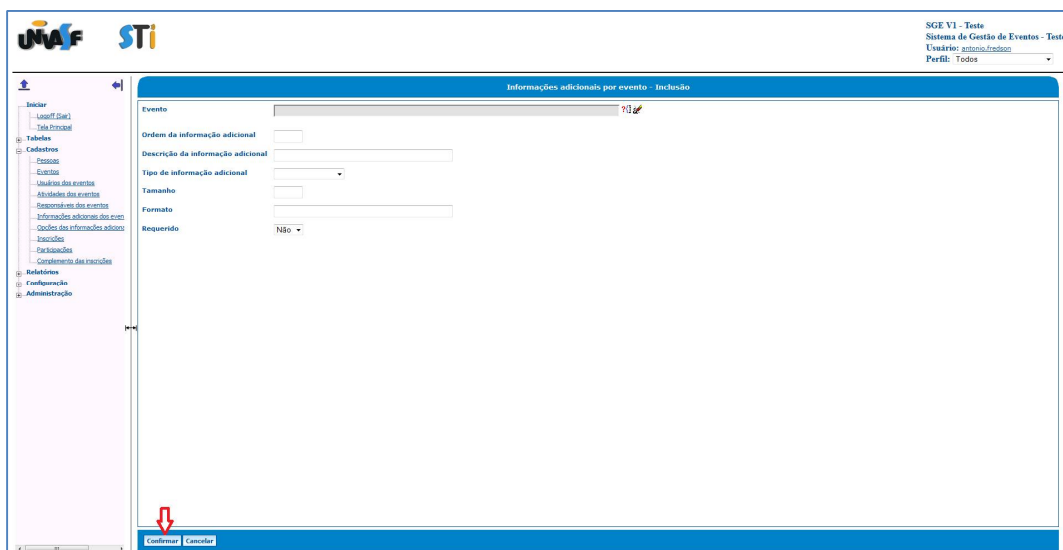 UNIVASF STI
SGE V1 - Teste
Sistema de Gestão de Eventos - Teste
Usuário: antonio.fredson
Perfil: Todos
Iniciar
Logoff (Sair)
Tela Principal
Tabelas
Cadastros
Pessoas
Eventos
Usuários dos eventos
Atividades dos eventos
Responsáveis dos eventos
Informações adicionais dos even
Opções das informações adiciona
Inscrições
Participações
Complemento das inscrições
Relatórios
Configuração
Administração
Informações adicionais por evento - Inclusão
Evento
Ordem da informação adicional
Descrição da informação adicional
Tipo de informação adicional
Tamanho
Formato
Requerido Não
Confirmar Cancelar